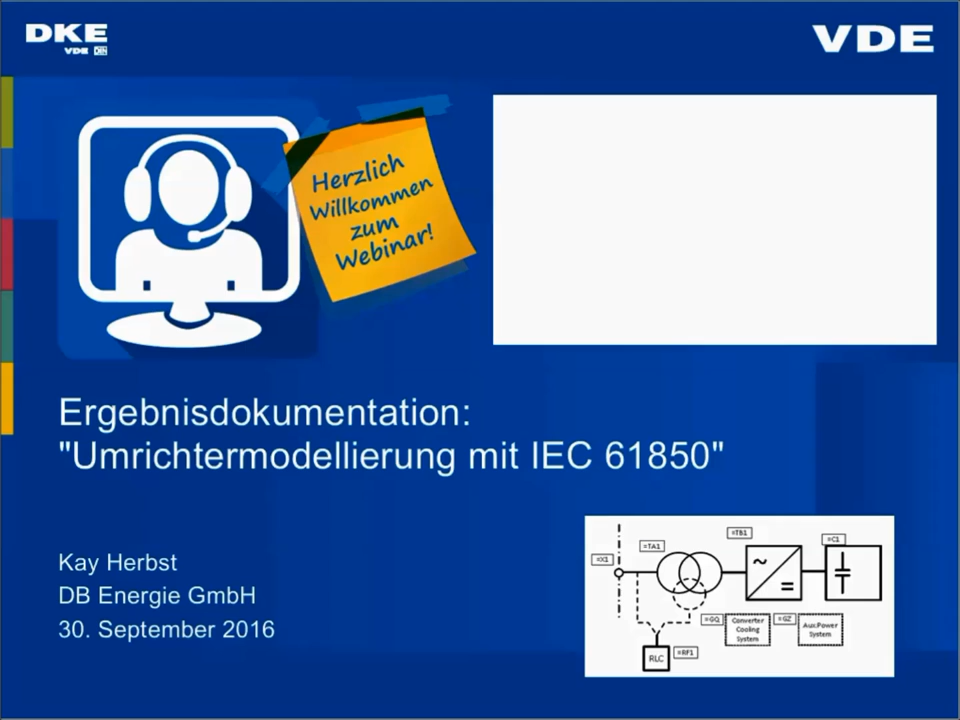 DKE
VDE DIN
VDE
Herzlich
Willkommen
zum
Webinar!
Ergebnisdokumentation:
"Umrichtermodellierung mit IEC 61850"
Kay Herbst
DB Energie GmbH
30. September 2016
=X1
=TA1
=TB1
=C1
~
=
=GQ
Converter
Cooling
System
=GZ
Aux.Power
System
RLC
=RF1